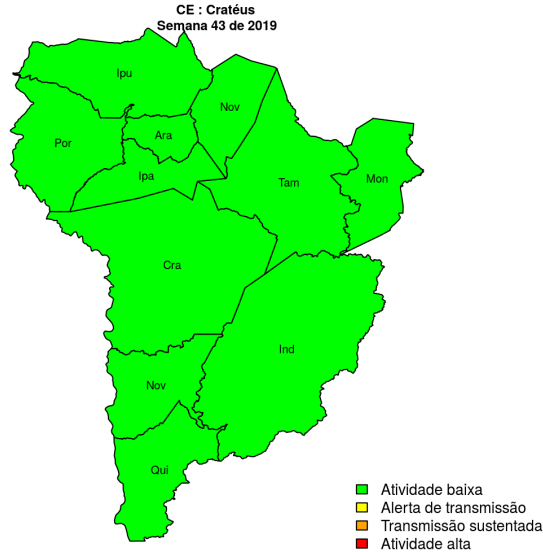 CE : Cratéus
Semana 43 de 2019
Ipu
Nov
Por
Ara
Ipa
Tam
Mon
Cra
Ind
Nov
Qui
Atividade baixa
Alerta de transmissão
Transmissão sustentada
Atividade alta